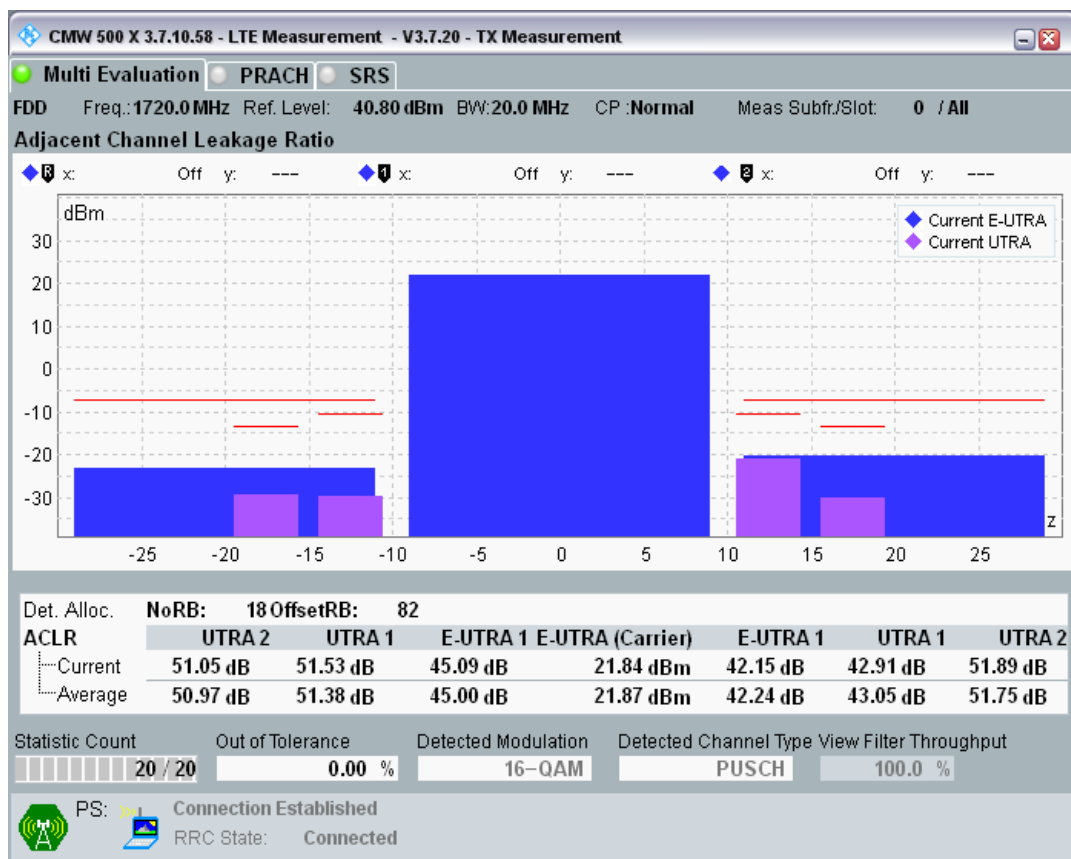 CMW 500 X 3.7.10.58 - LTE Measurement - V3.7.20 - TX Measurement
Multi Evaluation PRACH SRS
FDD Freq.: 1720.0 MHz Ref. Level: 40.80 dBm BW: 20.0 MHz CP : Normal Meas Subfr./Slot: 0 / All
Adjacent Channel Leakage Ratio
R x: Off y: --- 1 x: Off y: --- 2 x: Off y: ---
dBm
Current E-UTRA
Current UTRA
30
20
10
0
-10
-20
-30
z
-25 -20 -15 -10 -5 0 5 10 15 20 25
Det. Alloc. NoRB: 18 OffsetRB: 82
ACLR UTRA 2 UTRA 1 E-UTRA 1 E-UTRA (Carrier) E-UTRA 1 UTRA 1 UTRA 2
Current 51.05 dB 51.53 dB 45.09 dB 21.84 dBm 42.15 dB 42.91 dB 51.89 dB
Average 50.97 dB 51.38 dB 45.00 dB 21.87 dBm 42.24 dB 43.05 dB 51.75 dB
Statistic Count Out of Tolerance Detected Modulation Detected Channel Type View Filter Throughput
20 / 20 0.00 % 16-QAM PUSCH 100.0 %
PS: Connection Established
RRC State: Connected